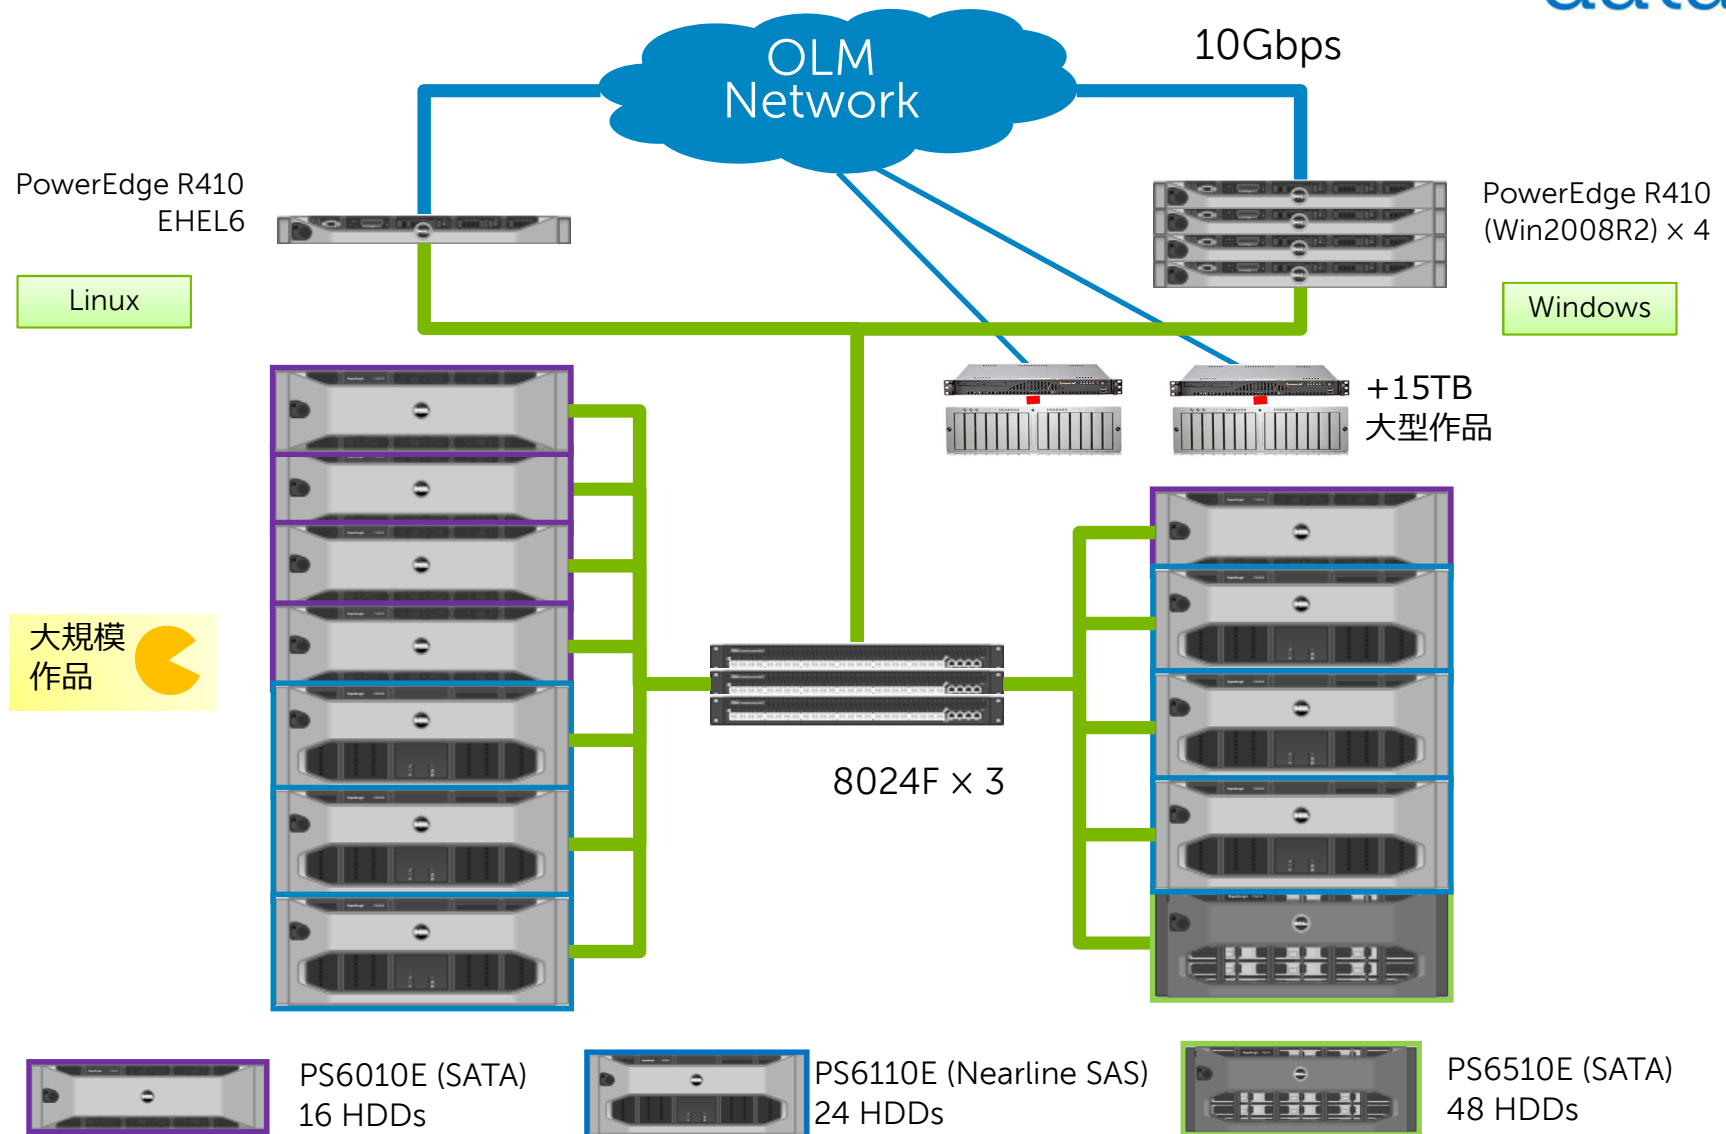 OLM
Network
10Gbps
PowerEdge R410
EHEL6
PowerEdge R410
(Win2008R2) × 4
Linux
Windows
+15TB
大型作品
大規模
作品
8024F × 3
PS6010E (SATA)
16 HDDs
PS6110E (Nearline SAS)
24 HDDs
PS6510E (SATA)
48 HDDs